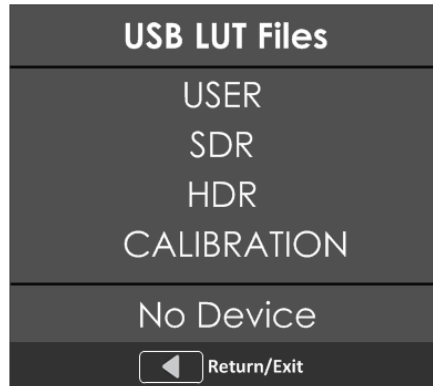 USB LUT Files
USER
SDR
HDR
CALIBRATION
No Device
Return/Exit